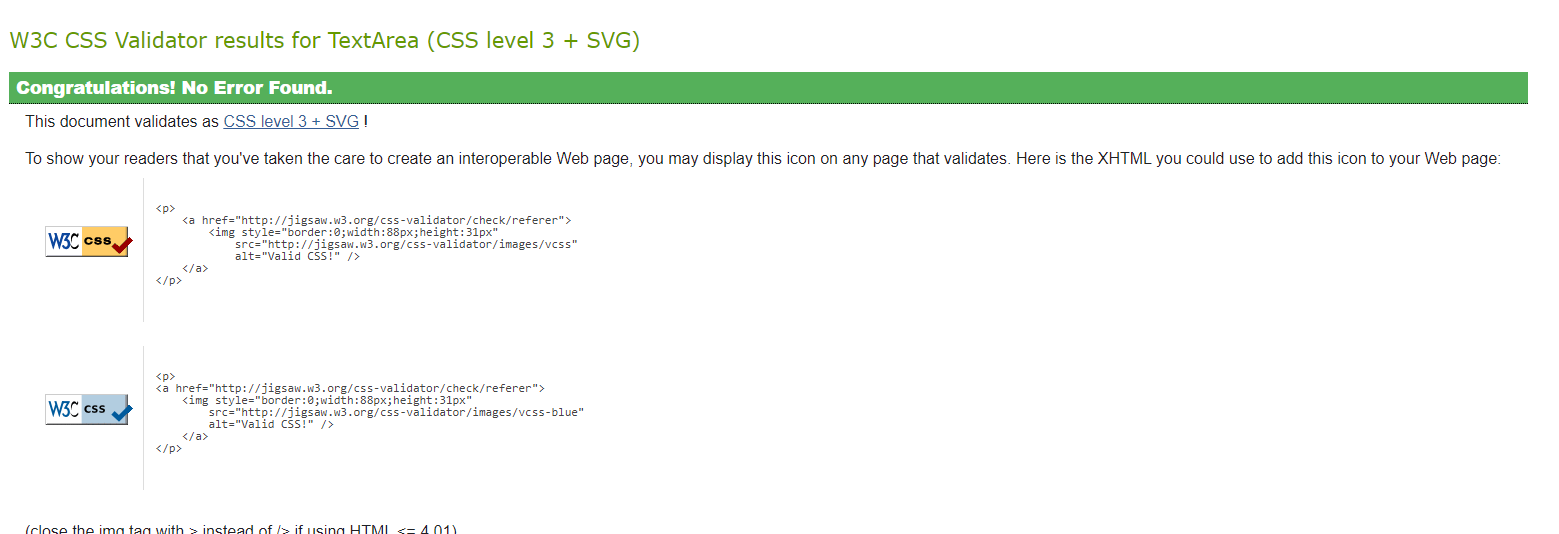 W3C CSS Validator results for TextArea (CSS level 3 + SVG)
Congratulations! No Error Found.
This document validates as CSS level 3 + SVG !
To show your readers that you've taken the care to create an interoperable Web page, you may display this icon on any page that validates. Here is the XHTML you could use to add this icon to your Web page:
W3C css
<p>
<a href="http://jigsaw.w3.org/css-validator/check/referer">
<img style="border:0;width:88px;height:31px"
src="http://jigsaw.w3.org/css-validator/images/vcss"
alt="Valid CSS!" />
</a>
</p>
W3C css
<p>
<a href="http://jigsaw.w3.org/css-validator/check/referer">
<img style="border:0;width:88px;height:31px"
src="http://jigsaw.w3.org/css-validator/images/vcss-blue"
alt="Valid CSS!" />
</a>
</p>
(close the img tag with > instead of /> if using HTML <= 4.01)